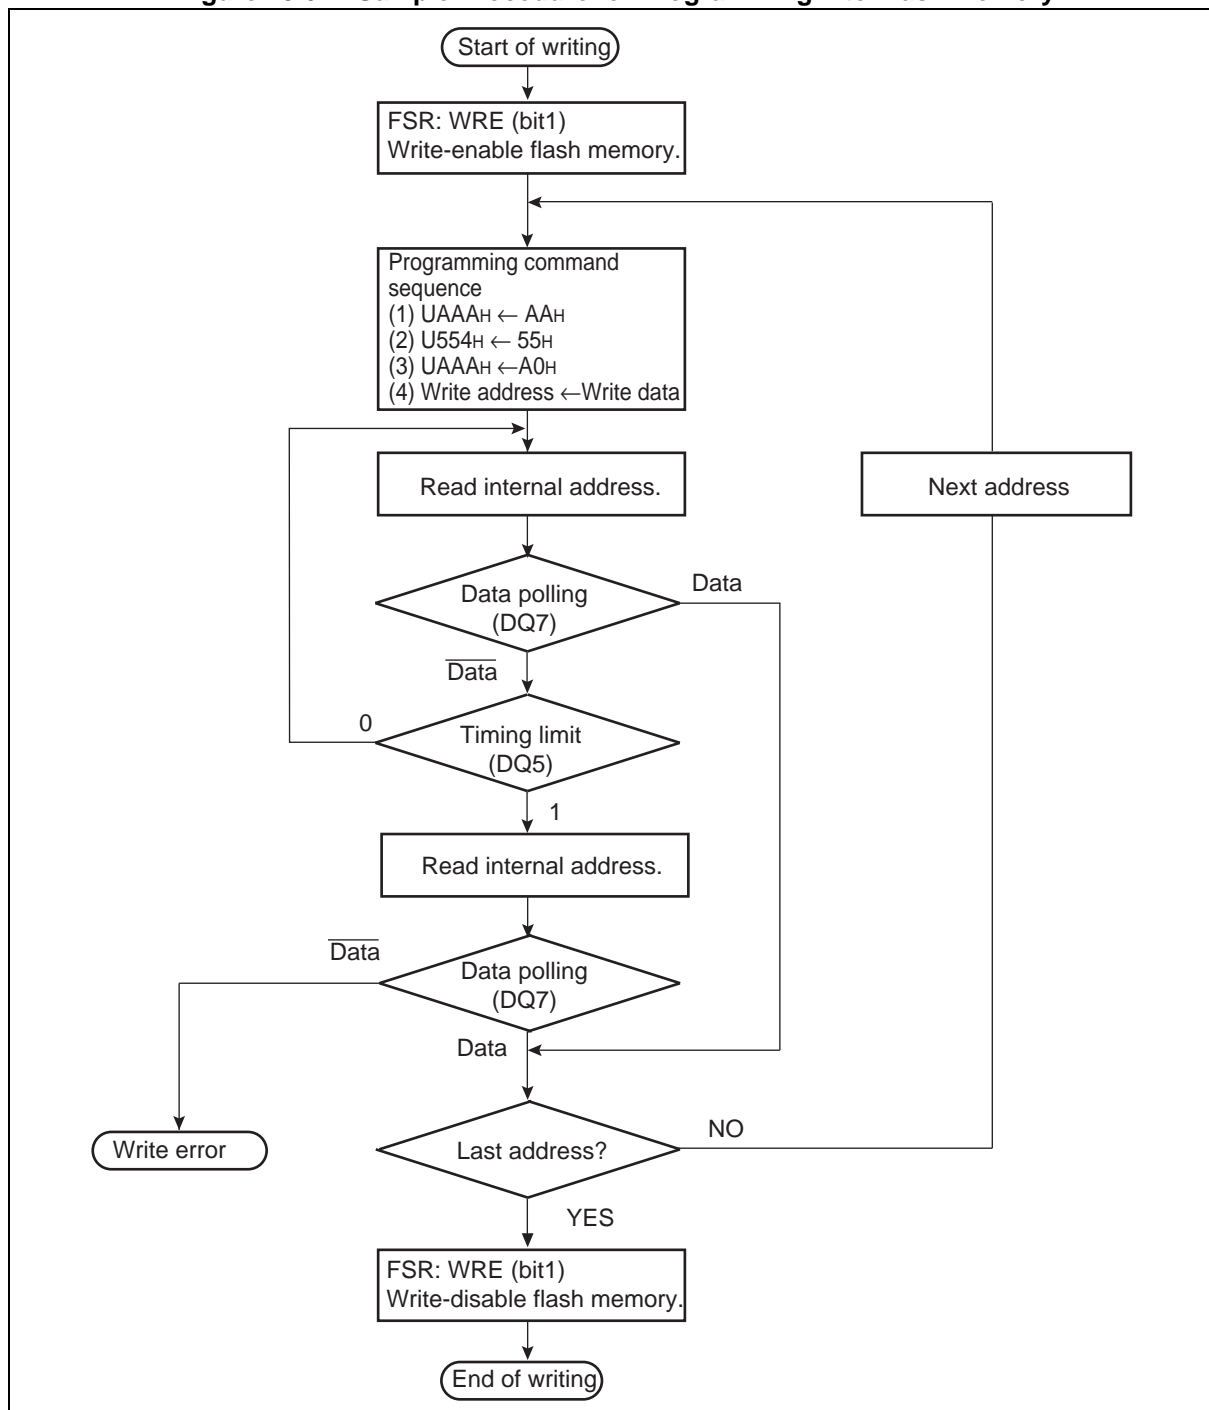 Start of writing
FSR: WRE (bit1)
Write-enable flash memory.
Programming command
sequence
(1) UAAAH ← AAH
(2) U554H ← 55H
(3) UAAAH ←A0H
(4) Write address ←Write data
Read internal address.
Next address
Data polling
(DQ7)
Data
Data
0
Timing limit
(DQ5)
1
Read internal address.
Data
Data polling
(DQ7)
Data
Write error
Last address?
NO
YES
FSR: WRE (bit1)
Write-disable flash memory.
End of writing